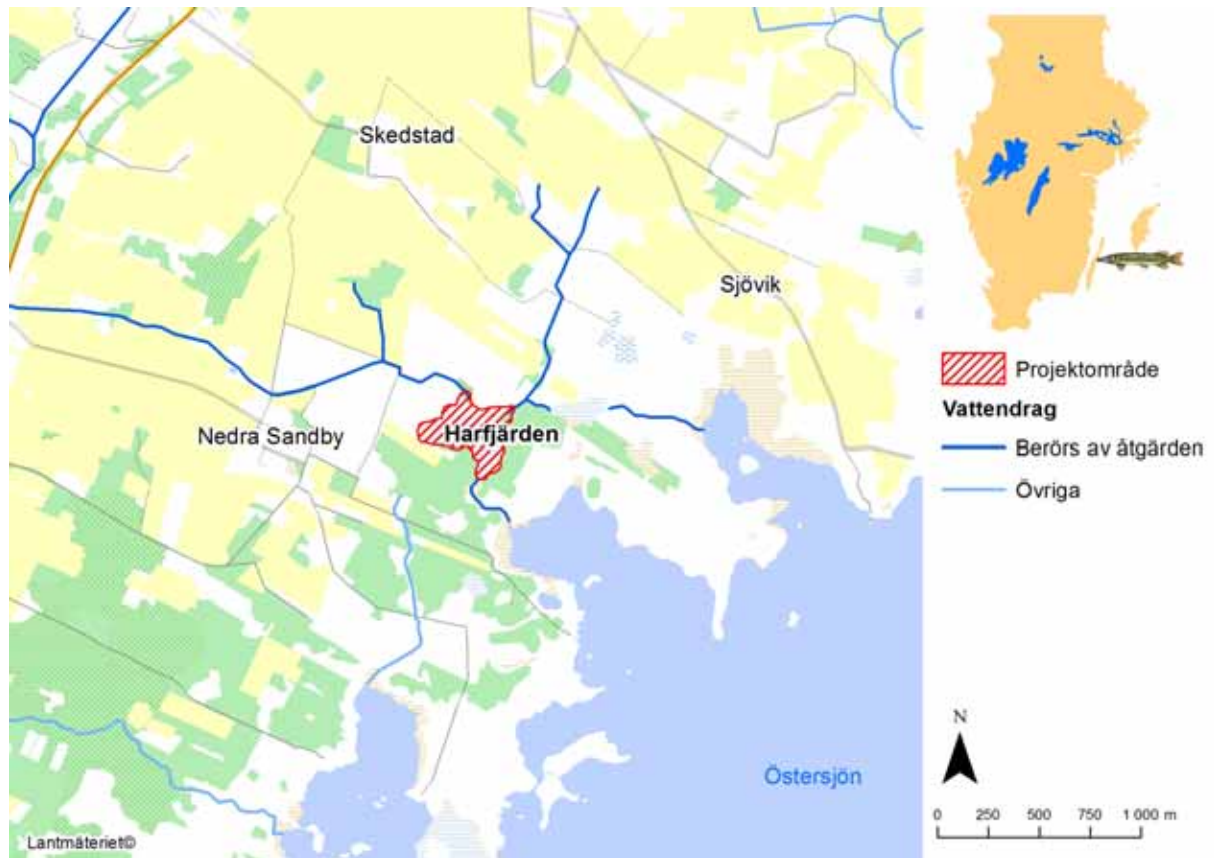 Skedstad
Sjövik
Nedra Sandby
Harfjärden
Östersjön
Lantmäteriet©
Projektområde
Vattendrag
Berörs av åtgärden
Övriga
N
0 250 500 750 1 000 m